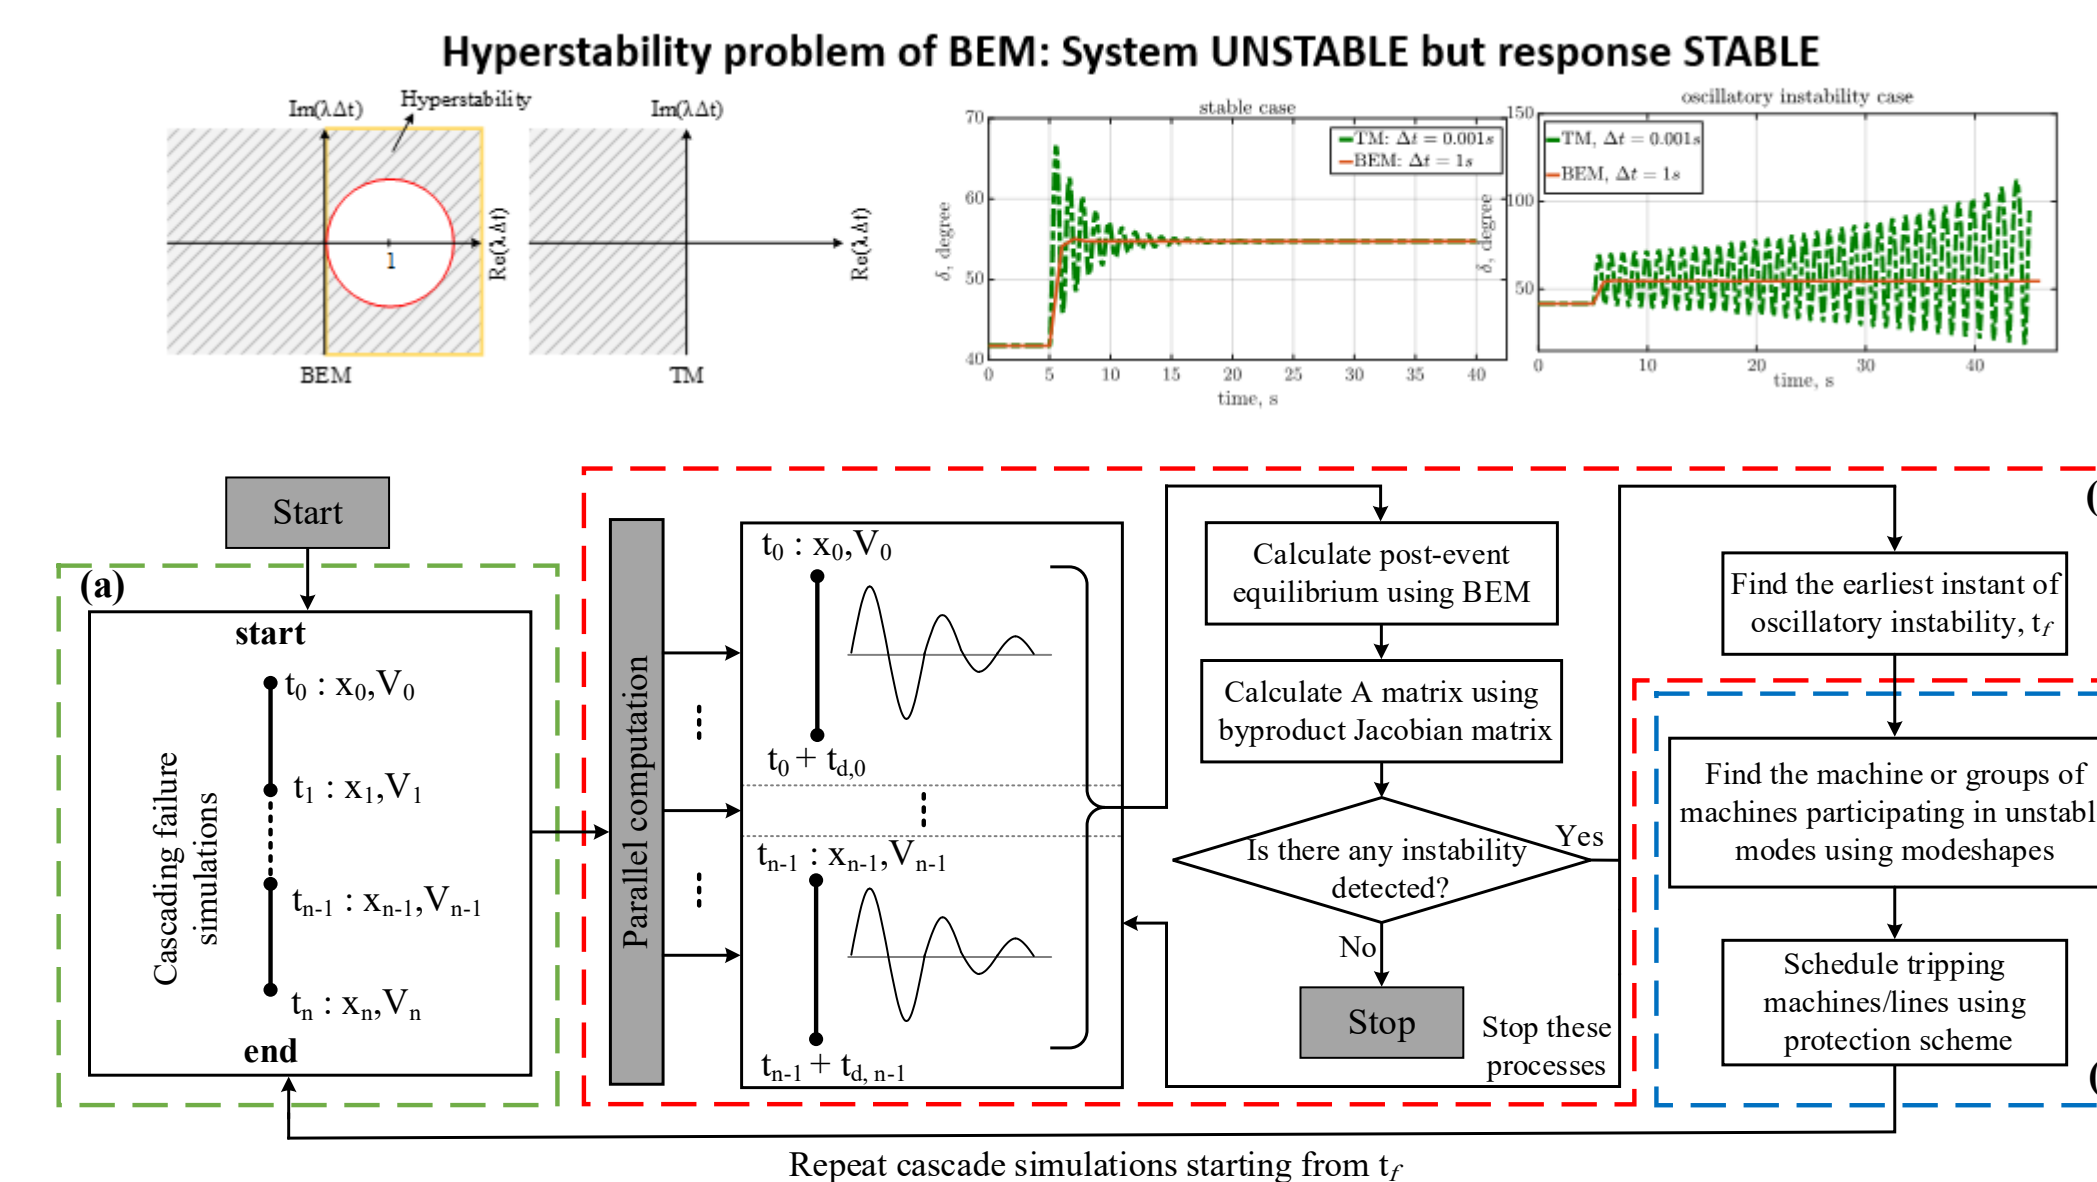 Hyperstability problem of BEM: System UNSTABLE but response STABLE
Im(λΔt)
Hyperstability
1
Re(λΔt)
BEM
Im(λΔt)
Re(λΔt)
TM
stable case
70
60
50
40
δ, degree
TM: Δt = 0.001s
BEM: Δt = 1s
0 5 10 15 20 25 30 35 40
time, s
oscillatory instability case
150
100
50
δ, degree
TM, Δt = 0.001s
BEM, Δt = 1s
0 10 20 30 40
time, s
Start
(a)
start
t0 : x0,V0
t1 : x1,V1
tn-1 : xn-1,Vn-1
tn : xn,Vn
end
Cascading failure
simulations
Parallel computation
t0 : x0,V0
t0 + td,0
tn-1 : xn-1,Vn-1
tn-1 + td, n-1
Calculate post-event
equilibrium using BEM
Calculate A matrix using
byproduct Jacobian matrix
Is there any instability
detected?
Yes
No
Stop
Stop these
processes
(
Find the earliest instant of
oscillatory instability, tf
Find the machine or groups of
machines participating in unstabl
modes using modeshapes
Schedule tripping
machines/lines using
protection scheme
(
Repeat cascade simulations starting from tf